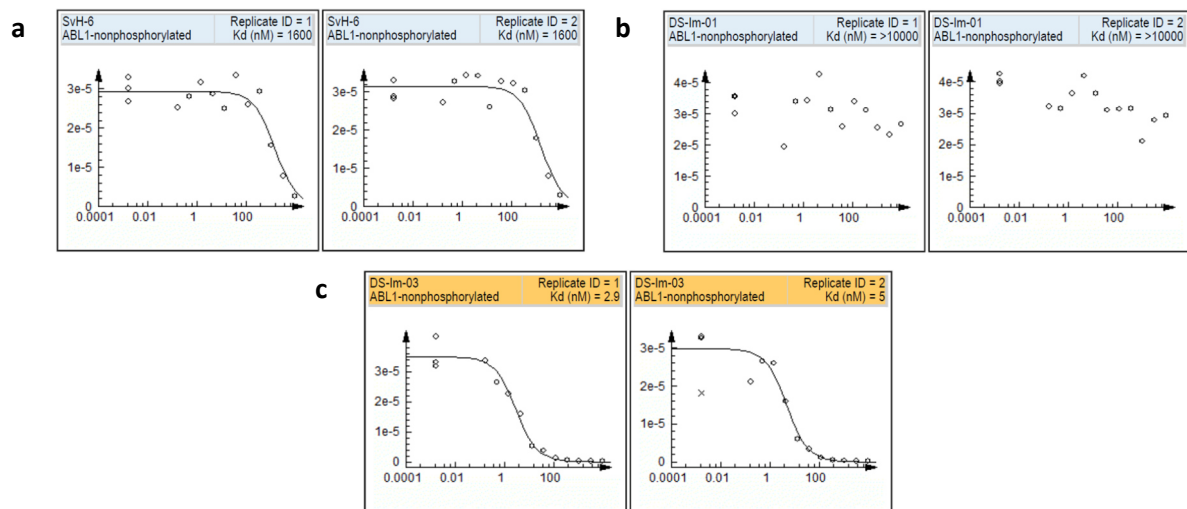 a
SvH-6 Replicate ID = 1
ABL1-nonphosphorylated Kd (nM) = 1600
3e-5
2e-5
1e-5
0
0.0001 0.01 1 100
SvH-6 Replicate ID = 2
ABL1-nonphosphorylated Kd (nM) = 1600
3e-5
2e-5
1e-5
0
0.0001 0.01 1 100
b
DS-Im-01 Replicate ID = 1
ABL1-nonphosphorylated Kd (nM) = >10000
4e-5
3e-5
2e-5
1e-5
0
0.0001 0.01 1 100
DS-Im-01 Replicate ID = 2
ABL1-nonphosphorylated Kd (nM) = >10000
4e-5
3e-5
2e-5
1e-5
0
0.0001 0.01 1 100
c
DS-Im-03 Replicate ID = 1
ABL1-nonphosphorylated Kd (nM) = 2.9
3e-5
2e-5
1e-5
0
0.0001 0.01 1 100
DS-Im-03 Replicate ID = 2
ABL1-nonphosphorylated Kd (nM) = 5
3e-5
2e-5
1e-5
0
0.0001 0.01 1 100